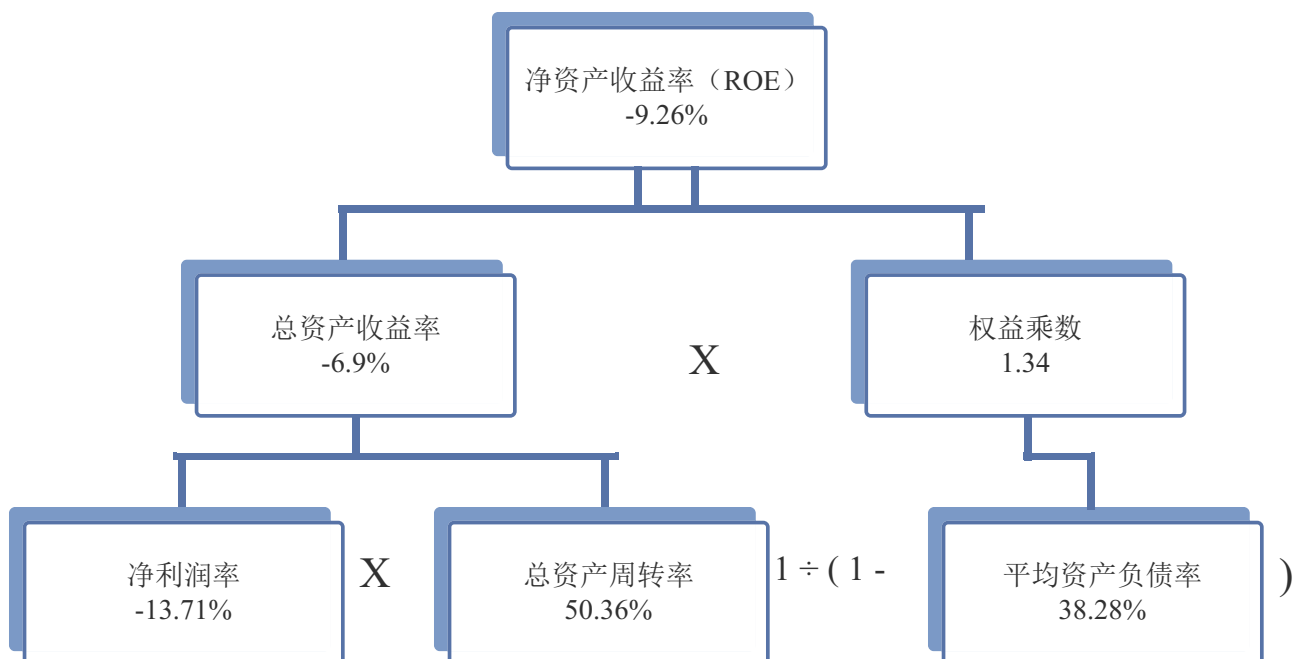 净资产收益率（ROE）
-9.26%
总资产收益率
-6.9%
X
权益乘数
1.34
净利润率
-13.71%
X
总资产周转率
50.36%
1 ÷ ( 1 -
平均资产负债率
38.28%
)